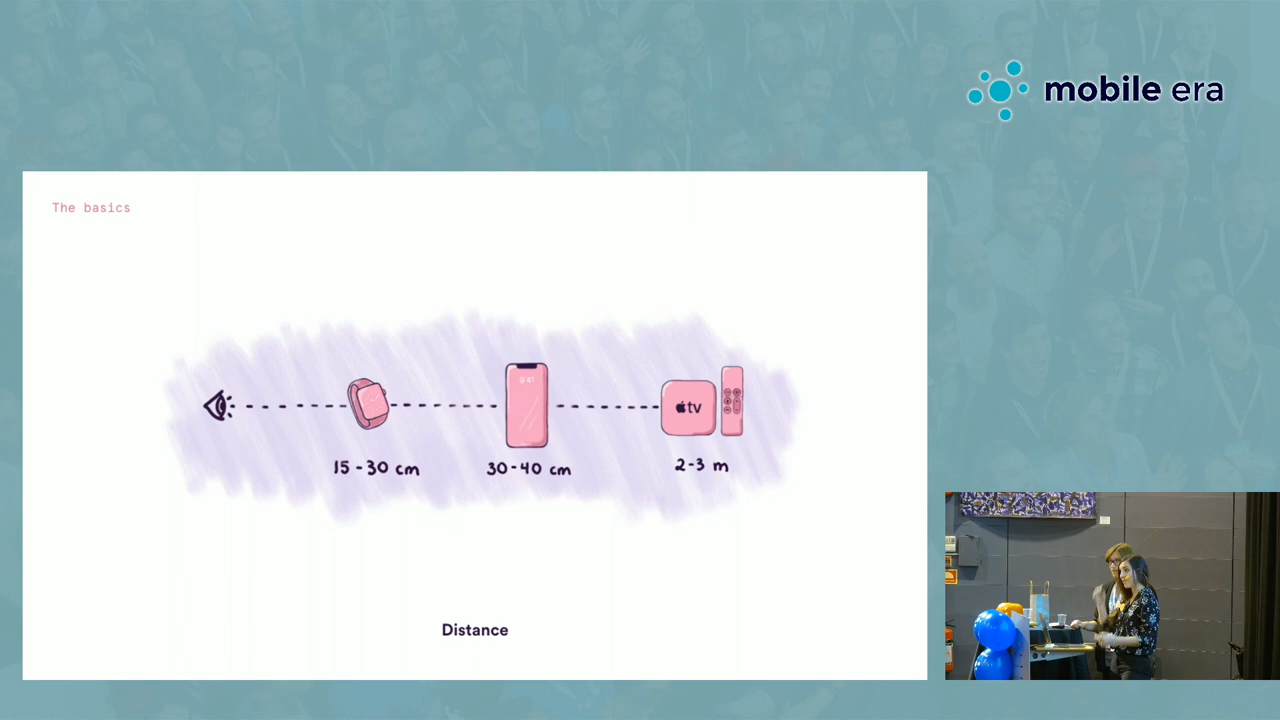 mobile era
The basics
9:41
tv
15-30 cm
30-40 cm
2-3 m
Distance